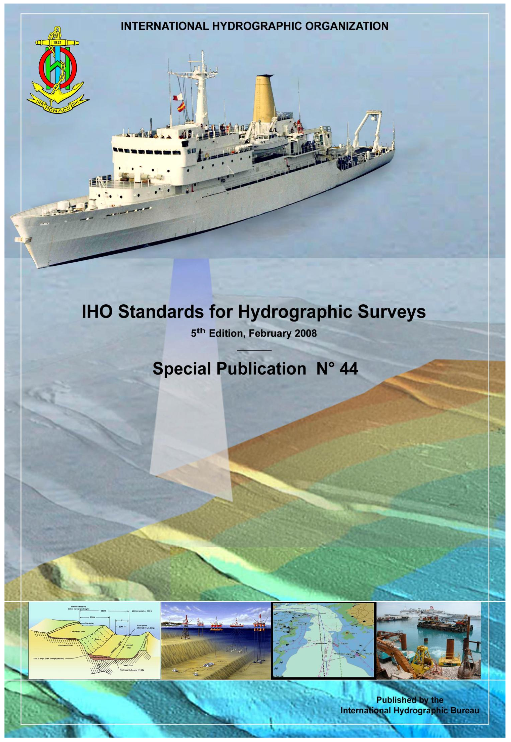 INTERNATIONAL HYDROGRAPHIC ORGANIZATION
IHO Standards for Hydrographic Surveys
5th Edition, February 2008
Special Publication N° 44
Published by the
International Hydrographic Bureau